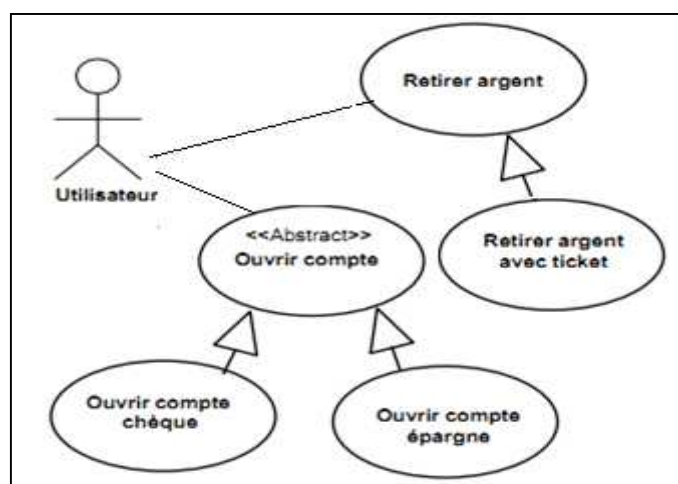 Retirer argent
Utilisateur
<<Abstract>>
Ouvrir compte
Retirer argent
avec ticket
Ouvrir compte
chèque
Ouvrir compte
épargne